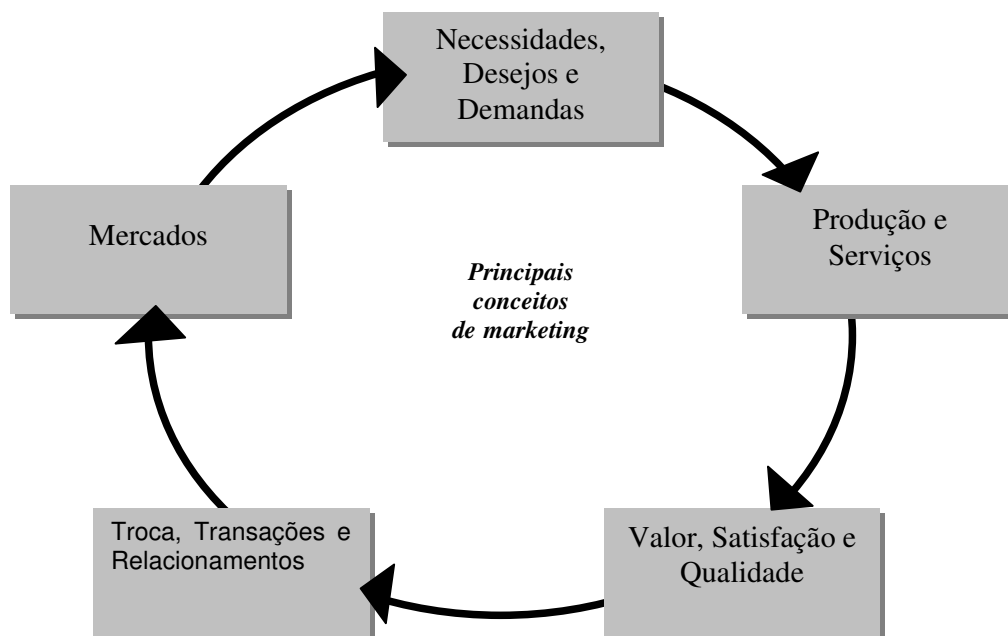 Necessidades,
Desejos e
Demandas
Mercados
Produção e
Serviços
Principais
conceitos
de marketing
Troca, Transações e
Relacionamentos
Valor, Satisfação e
Qualidade